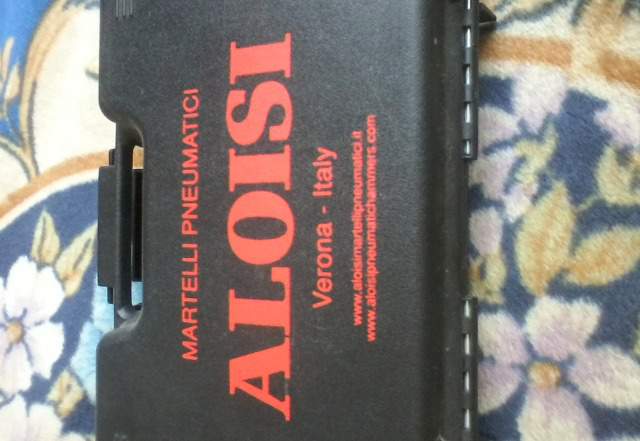 MARTELLI PNEUMATICI
ALOISI
Verona - Italy
www.aloisimartellipneumatici.it
www.aloisipneumatichammers.com